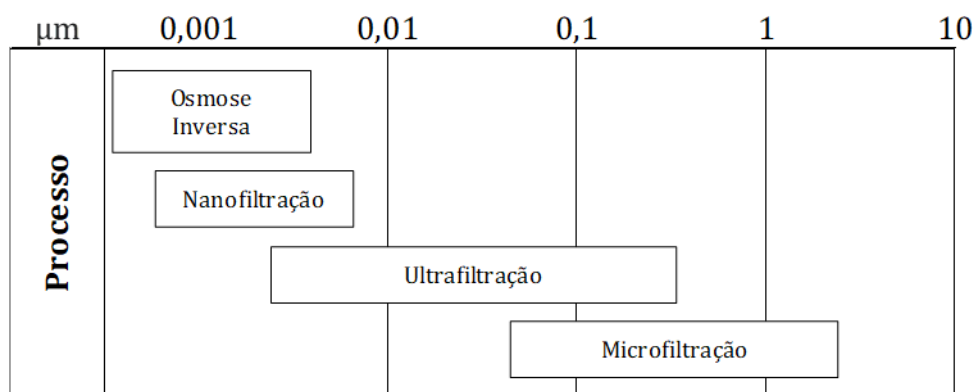 μm 0,001 0,01 0,1 1 10
Processo
Osmose
Inversa
Nanofiltração
Ultrafiltração
Microfiltração